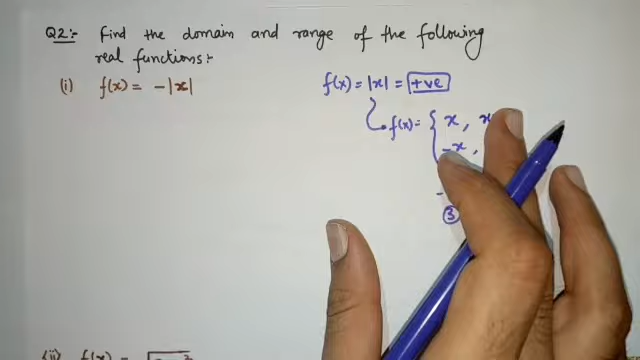 Q2:- Find the domain and range of the following
real functions:-
(i) f(x) = -|x|
f(x) = |x| = +ve
f(x) = { x, x
-x,
-
3
(ii) f(x) =